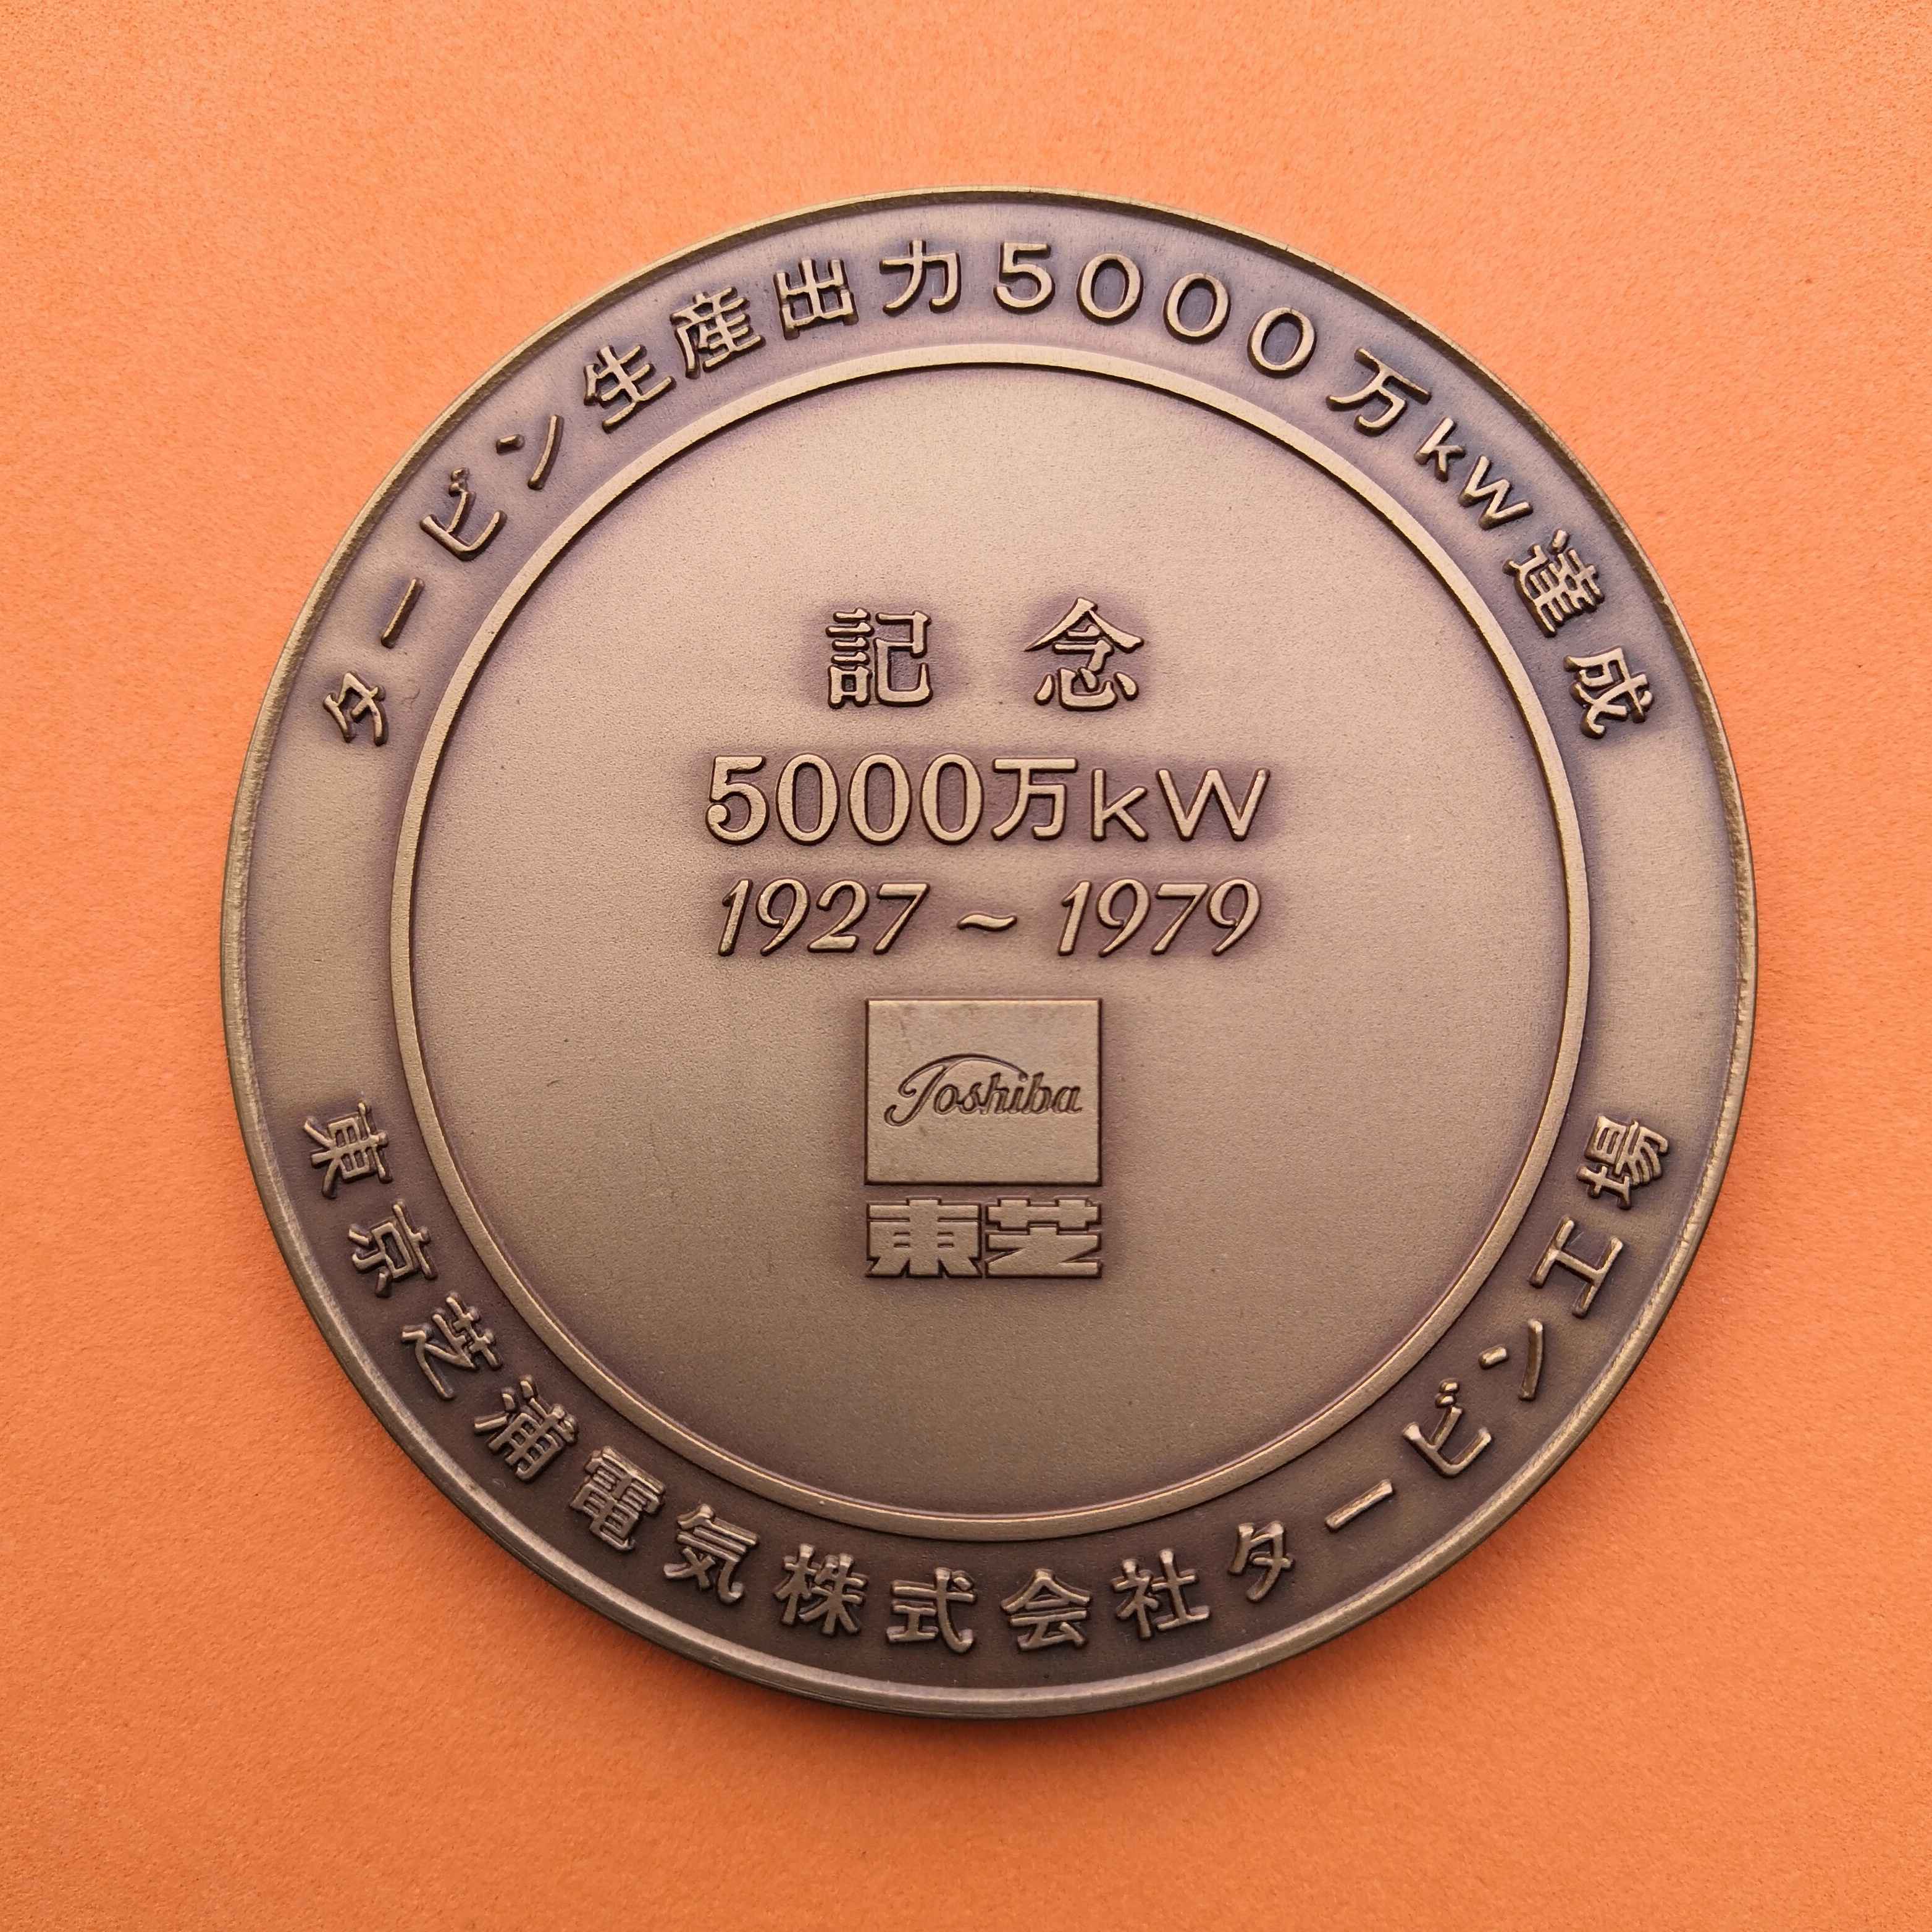 タービン生産出力5000万kW達成
記念
5000万kW
1927～1979
Toshiba
東芝
東京芝浦電気株式会社タービン工場